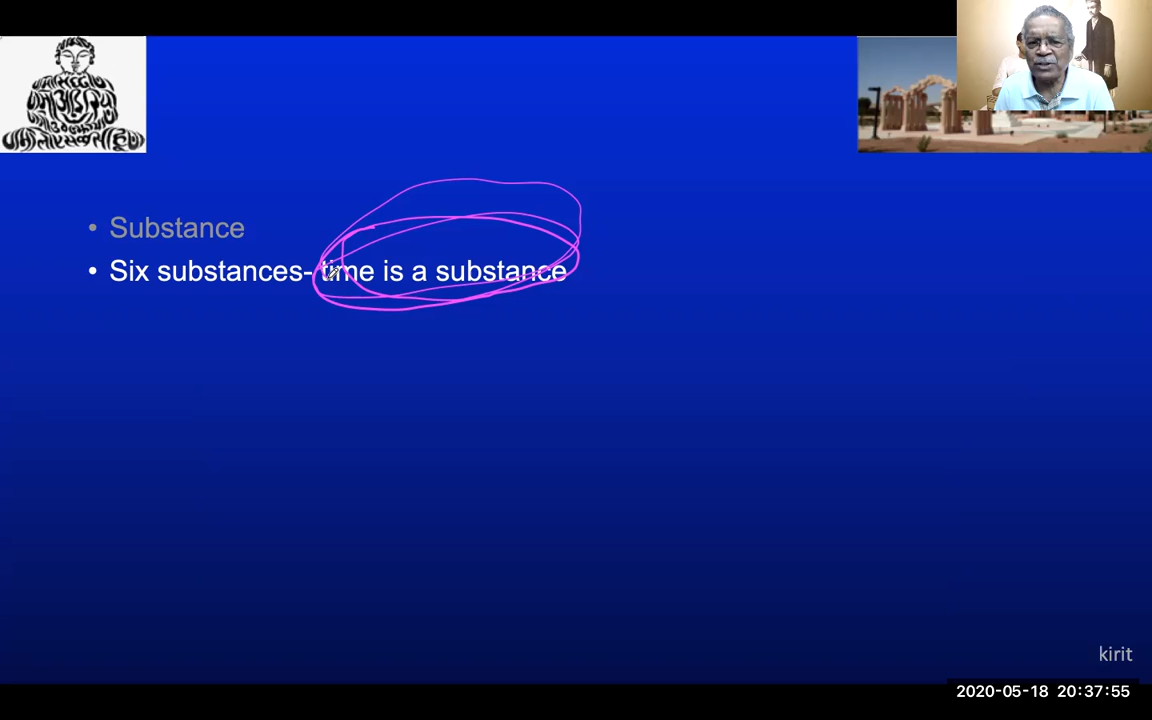 • Substance
• Six substances- time is a substance
kirit
2020-05-18 20:37:55